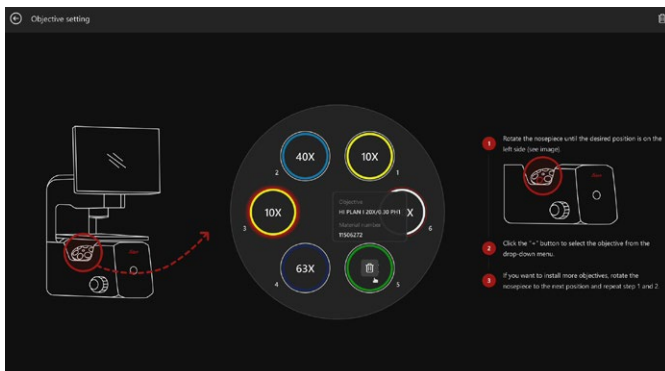 Objective setting
40X
10X
2
1
Objective
HI PLAN I 20X/0.30 PH1
Material number
11506272
10X
X
3
6
63X
4
5
1
Rotate the nosepiece until the desired position is on the
left side (see image).
2
Click the "+" button to select the objective from the
drop-down menu.
3
If you want to install more objectives, rotate the
nosepiece to the next position and repeat step 1 and 2